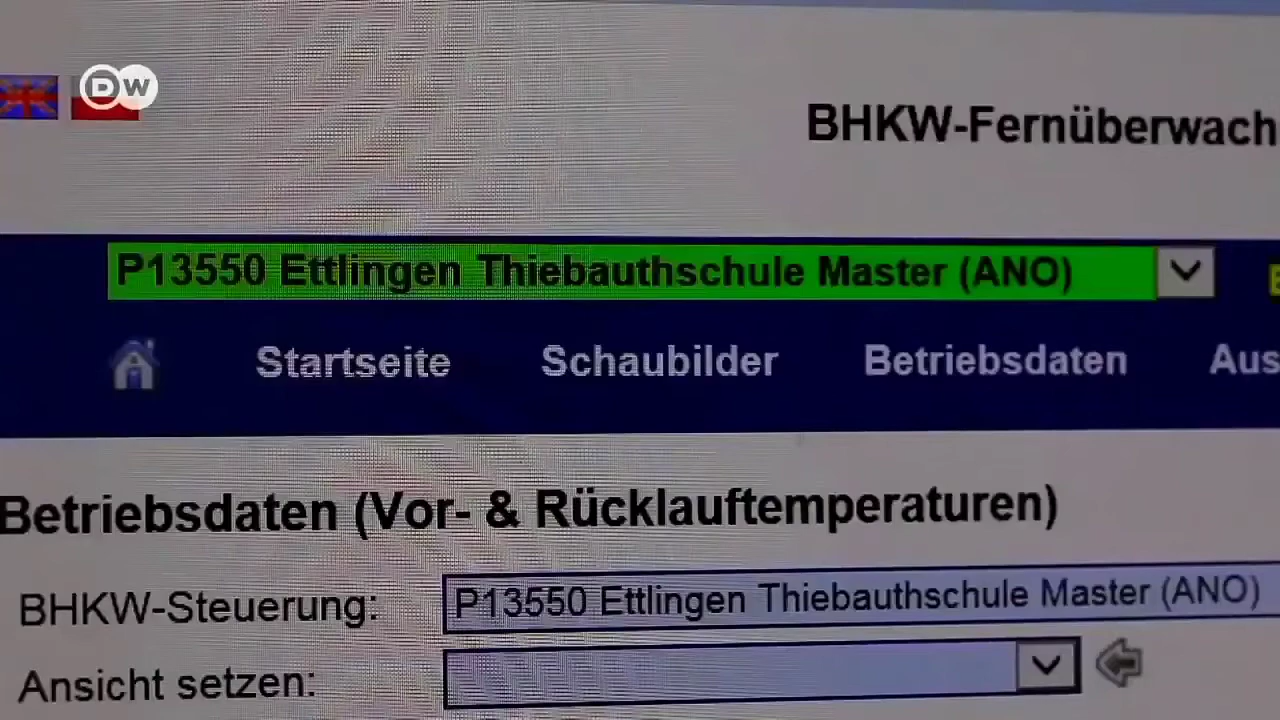 DW
BHKW-Fernüberwach
P13550 Ettlingen Thiebauthschule Master (ANO)
Startseite Schaubilder Betriebsdaten Aus
Betriebsdaten (Vor- & Rücklauftemperaturen)
BHKW-Steuerung: P13550 Ettlingen Thiebauthschule Master (ANO)
Ansicht setzen: